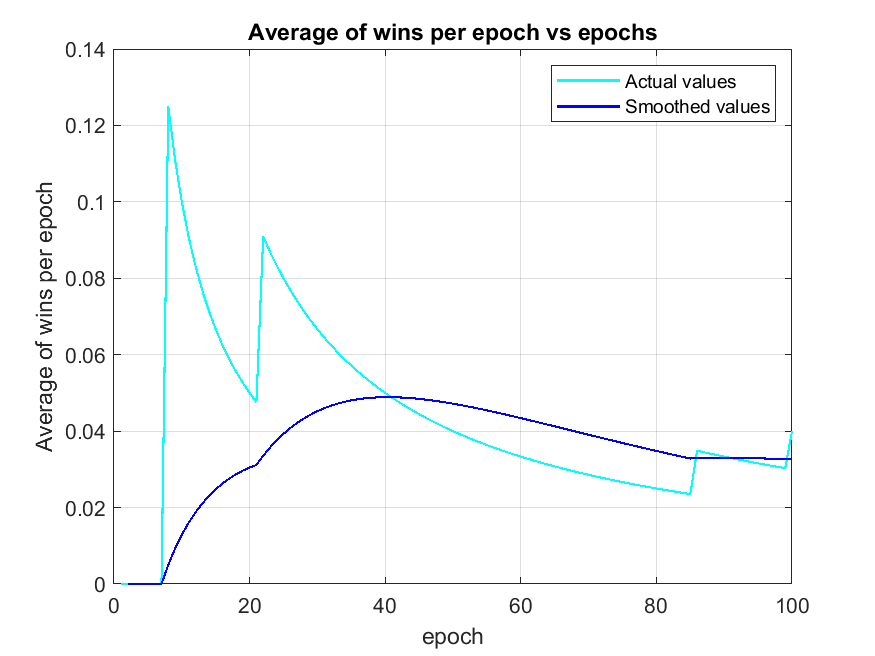 Average of wins per epoch vs epochs
0.14
0.12
0.1
0.08
0.06
0.04
0.02
0
Average of wins per epoch
Actual values
Smoothed values
0 20 40 60 80 100
epoch